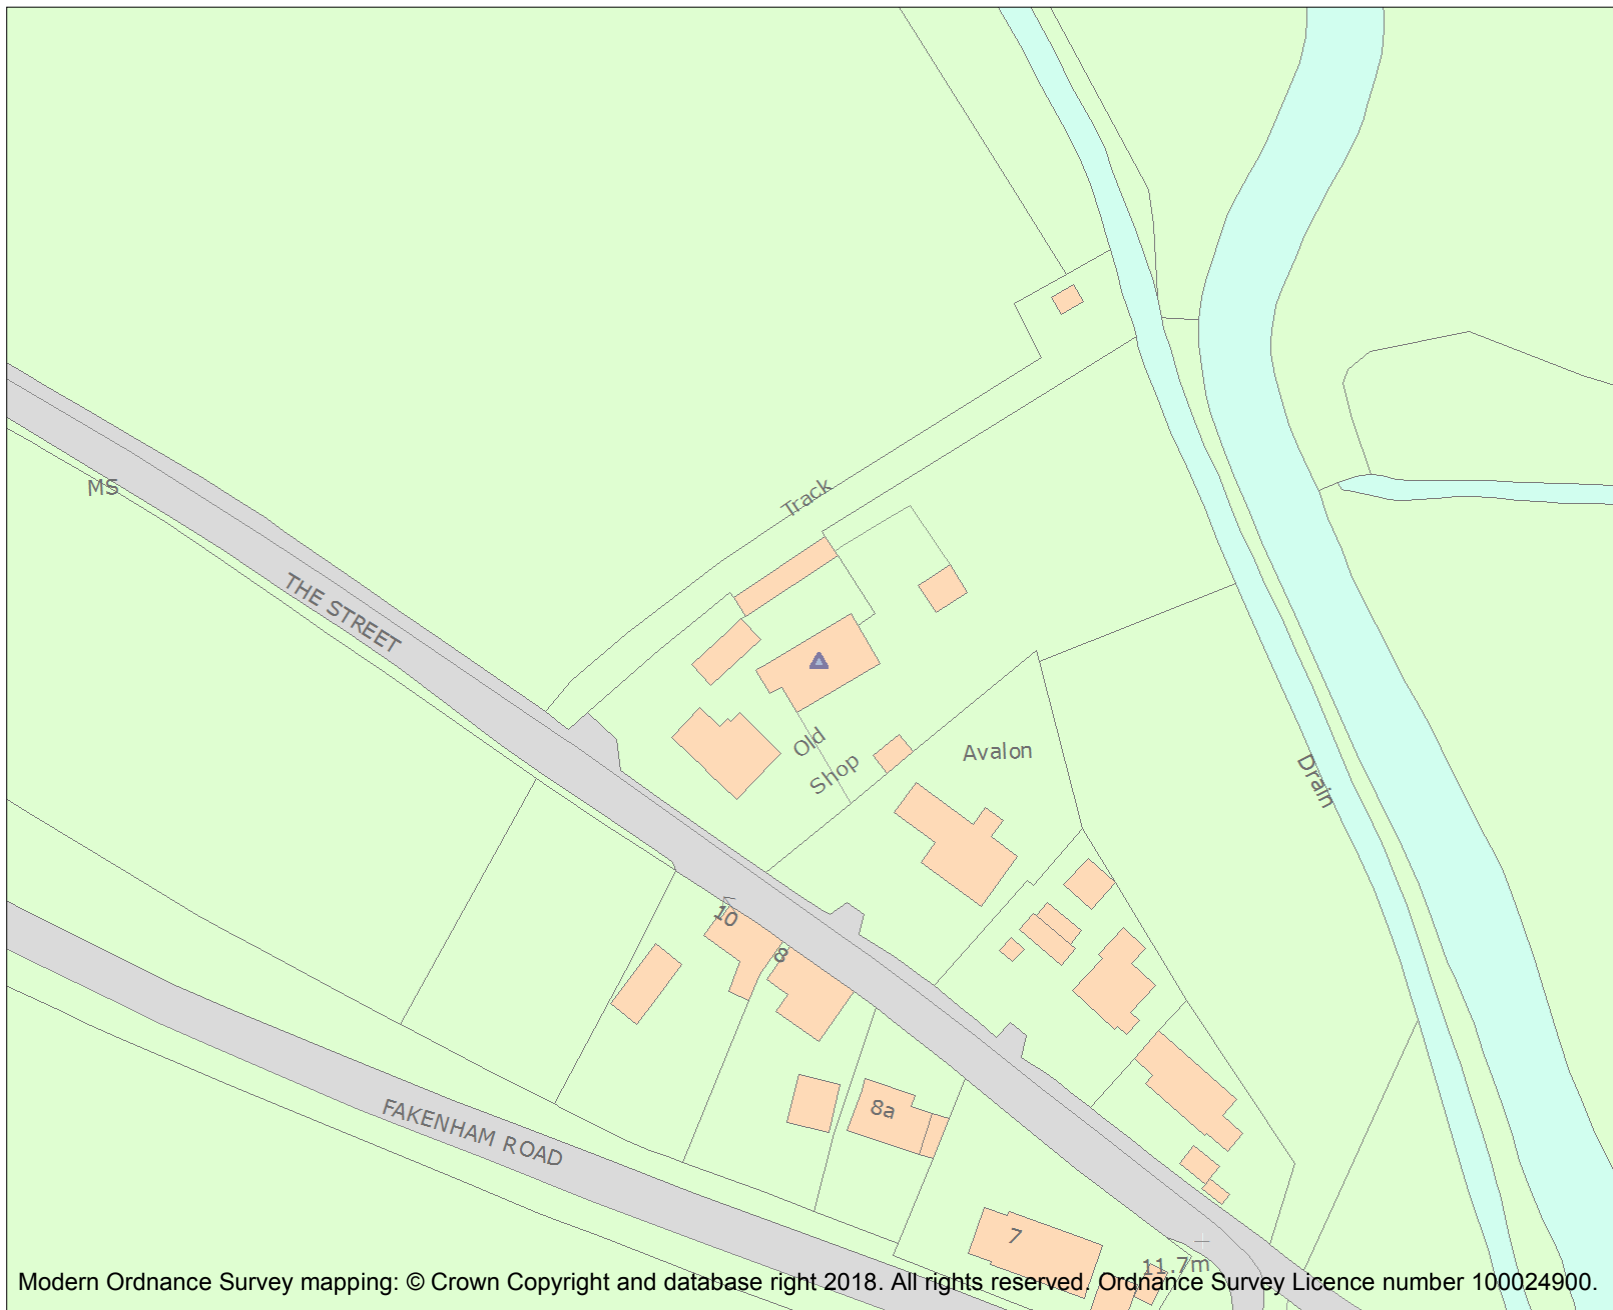 Track
MS
THE STREET
Old
Shop
Avalon
Drain
10
8
8a
FAKENHAM ROAD
7
11.7m
Modern Ordnance Survey mapping: © Crown Copyright and database right 2018. All rights reserved. Ordnance Survey Licence number 100024900.